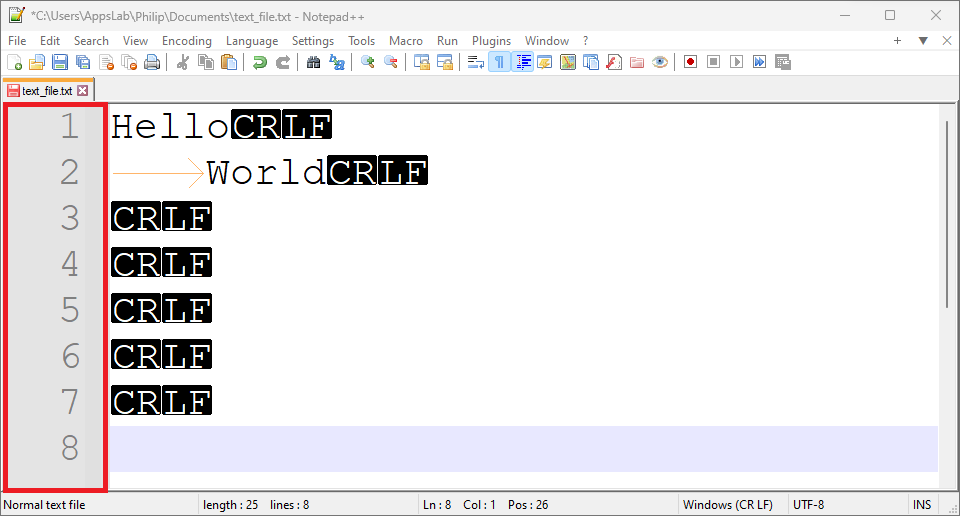 *C:\Users\AppsLab\Philip\Documents\text_file.txt - Notepad++
File Edit Search View Encoding Language Settings Tools Macro Run Plugins Window ? + ▼ ✕
text_file.txt
1 HelloCRLF
2 WorldCRLF
3 CRLF
4 CRLF
5 CRLF
6 CRLF
7 CRLF
8
Normal text file length : 25 lines : 8 Ln : 8 Col : 1 Pos : 26 Windows (CR LF) UTF-8 INS